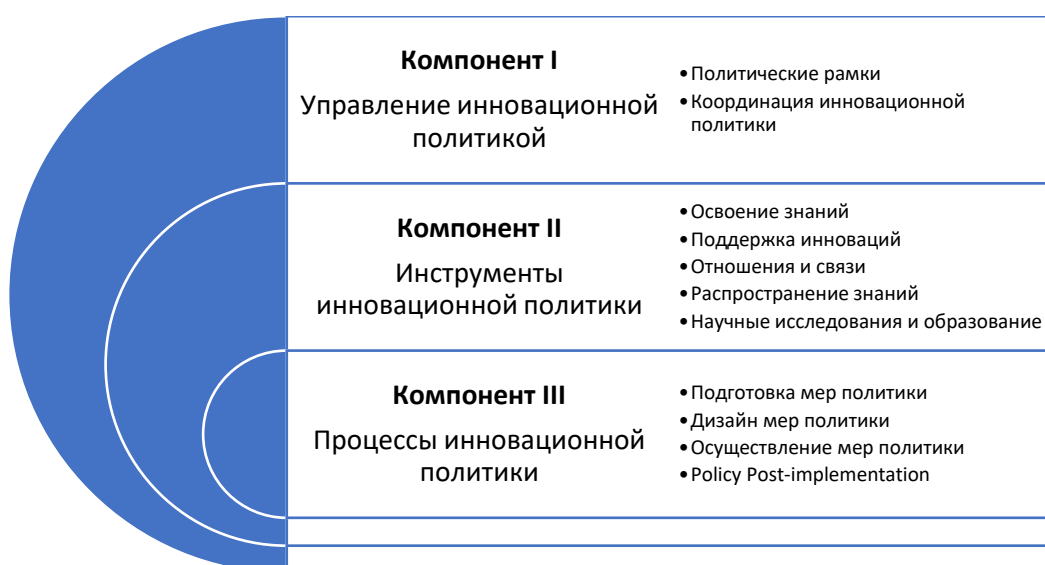 Компонент I
Управление инновационной
политикой
•Политические рамки
•Координация инновационной
политики
Компонент II
Инструменты
инновационной политики
•Освоение знаний
•Поддержка инноваций
•Отношения и связи
•Распространение знаний
•Научные исследования и образование
Компонент III
Процессы инновационной
политики
•Подготовка мер политики
•Дизайн мер политики
•Осуществление мер политики
•Policy Post-implementation